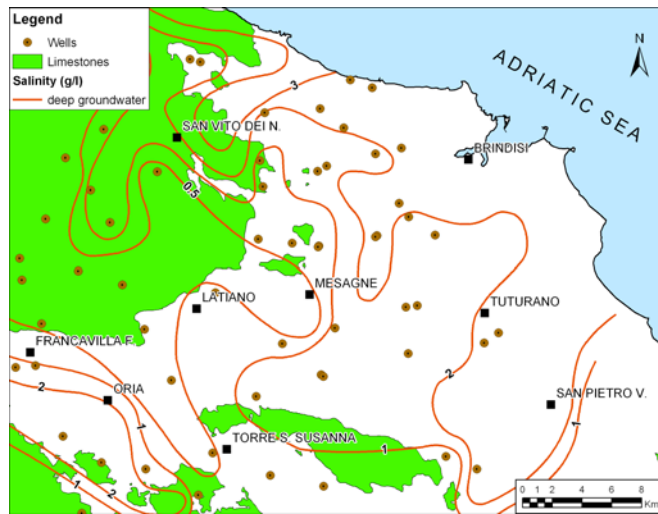 Legend
Wells
Limestones
Salinity (g/l)
deep groundwater
N
ADRIATIC SEA
3
SAN VITO DEI N.
BRINDISI
0.5
MESAGNE
LATIANO
TUTURANO
FRANCAVILLA F.
2
ORIA
2
SAN PIETRO V.
1
1
TORRE S. SUSANNA
1
1
2
0 1 2 4 6 8
Km